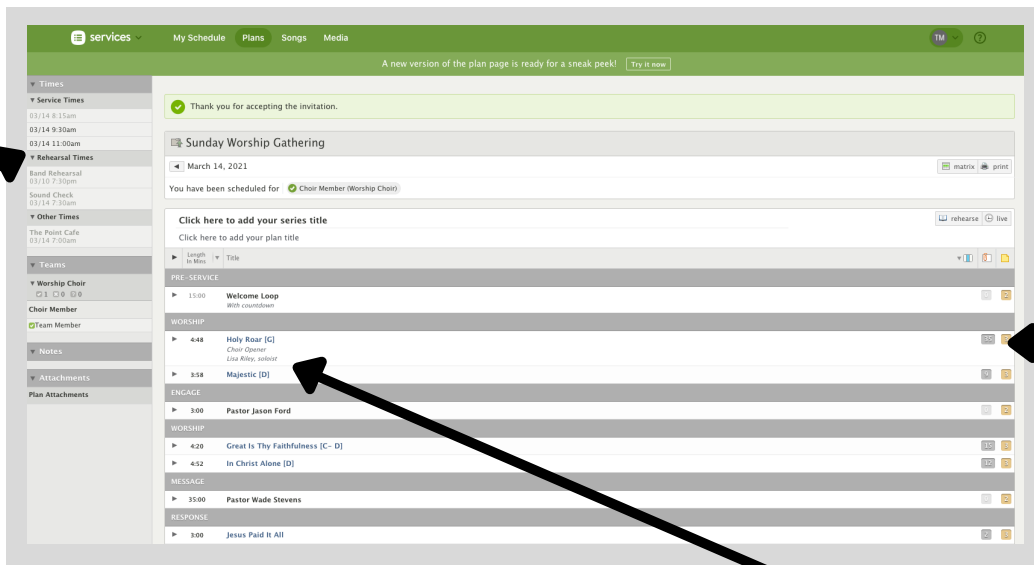 services
My Schedule Plans Songs Media
TM ?
A new version of the plan page is ready for a sneak peek! Try it now
Times
Service Times
03/14 8:15am
03/14 9:30am
03/14 11:00am
Rehearsal Times
Band Rehearsal
03/10 7:30pm
Sound Check
03/14 7:30am
Other Times
The Point Cafe
03/14 7:00am
Teams
Worship Choir
1 0 0
Choir Member
Team Member
Notes
Attachments
Plan Attachments
Thank you for accepting the invitation.
Sunday Worship Gathering
March 14, 2021
matrix print
You have been scheduled for Choir Member (Worship Choir)
Click here to add your series title
rehearse live
Click here to add your plan title
Length In Mins Title
PRE-SERVICE
15:00 Welcome Loop
With countdown
WORSHIP
4:48 Holy Roar [G]
Choir Opener
Lisa Riley, soloist
3:58 Majestic [D]
ENGAGE
3:00 Pastor Jason Ford
WORSHIP
4:20 Great Is Thy Faithfulness [C- D]
4:52 In Christ Alone [D]
MESSAGE
35:00 Pastor Wade Stevens
RESPONSE
3:00 Jesus Paid It All